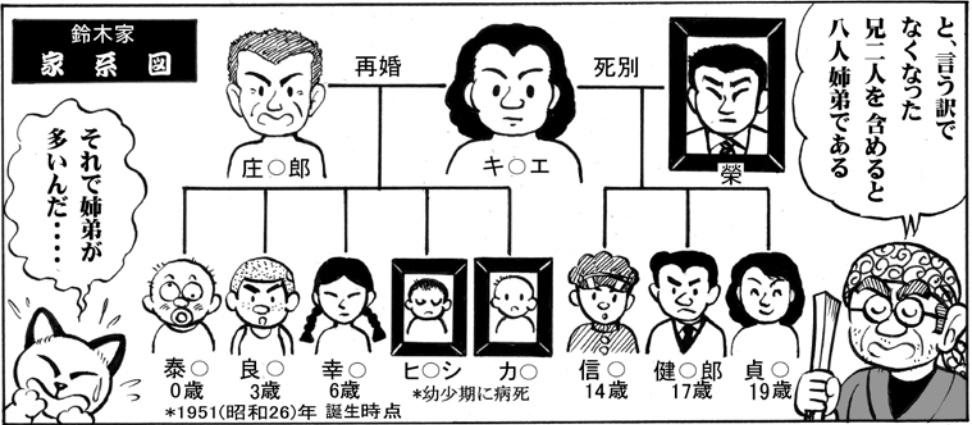 と、言う訳で
なくなった
兄二人を含めると
八人姉弟である
鈴木家
家系図
再婚
死別
庄○郎
キ○エ
榮
それで姉弟が
多いんだ・・・・
泰○
0歳
良○
3歳
幸○
6歳
ヒ○シ
カ○
*幼少期に病死
信○
14歳
健○郎
17歳
貞○
19歳
*1951(昭和26)年 誕生時点